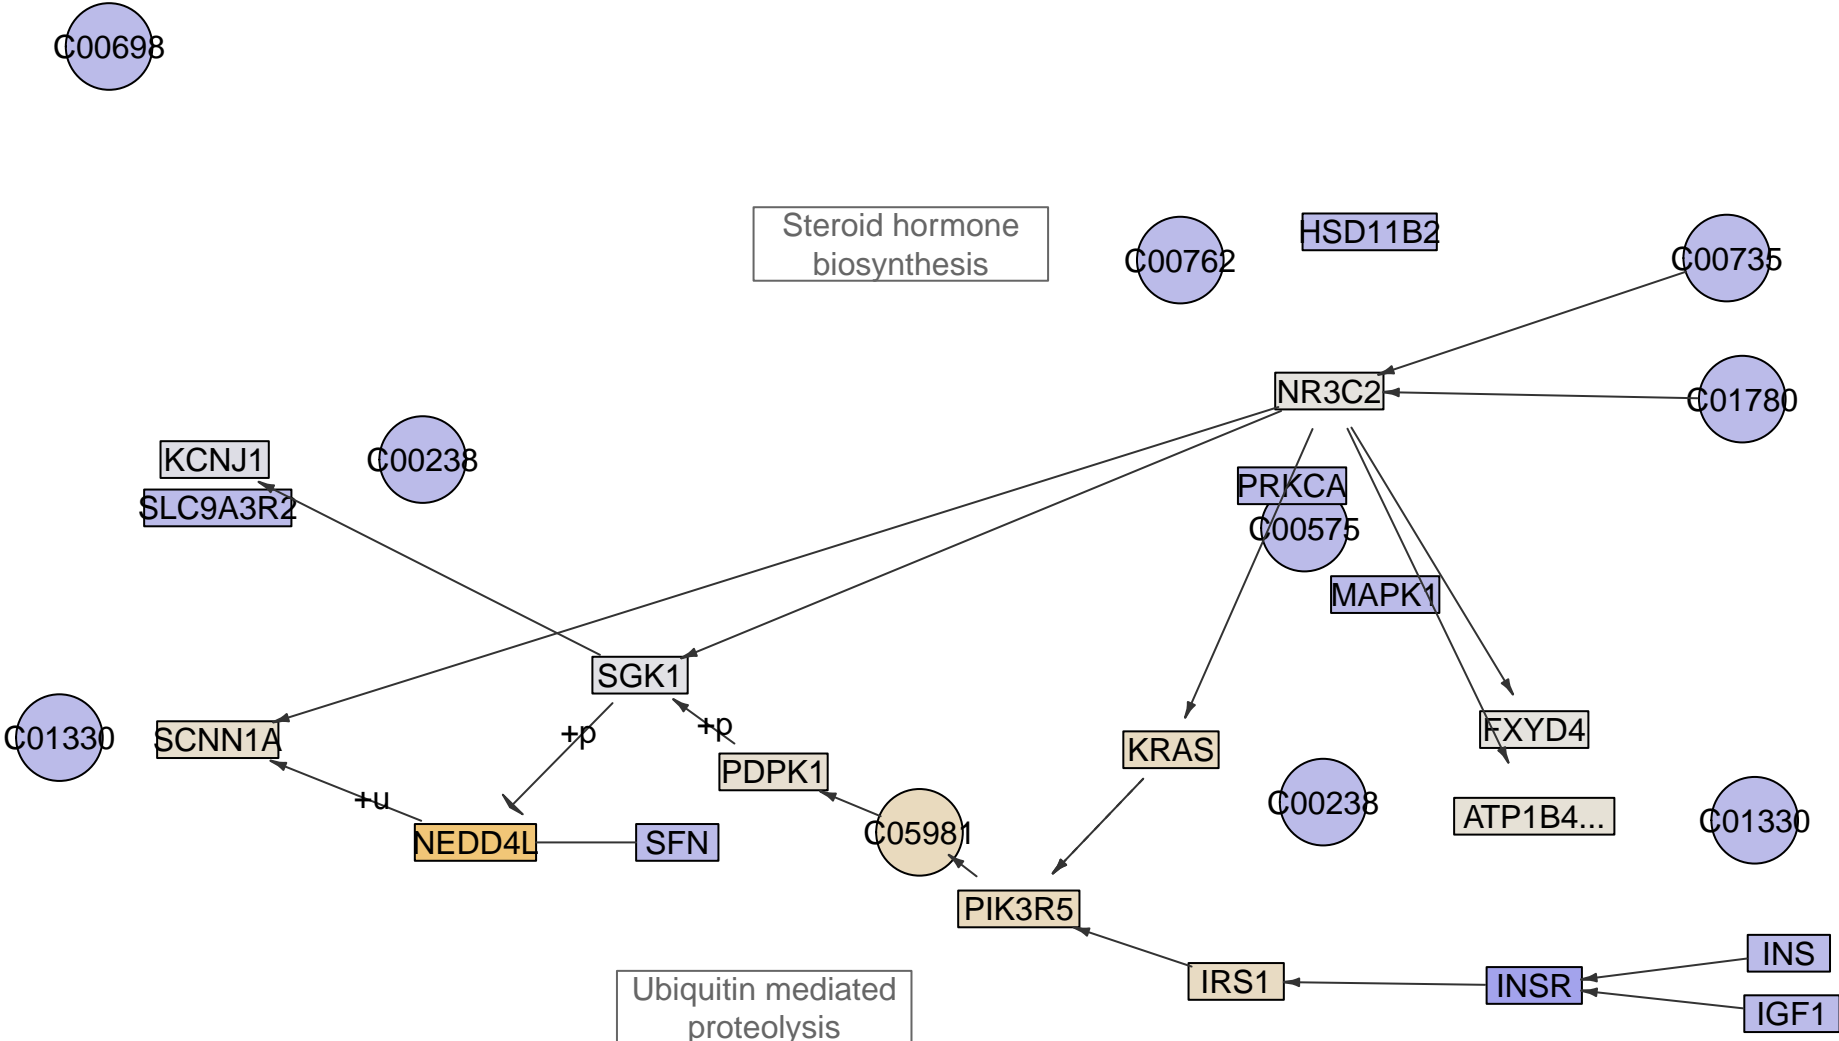 C00698
Steroid hormone
biosynthesis
C00762
HSD11B2
C00735
NR3C2
C01780
KCNJ1
C00238
SLC9A3R2
PRKCA
C00575
MAPK1
SGK1
C01330
SCNN1A
+p
+p
KRAS
FXYD4
PDPK1
+u
C00238
ATP1B4...
C01330
NEDD4L
SFN
C05981
PIK3R5
INS
IRS1
INSR
IGF1
Ubiquitin mediated
proteolysis